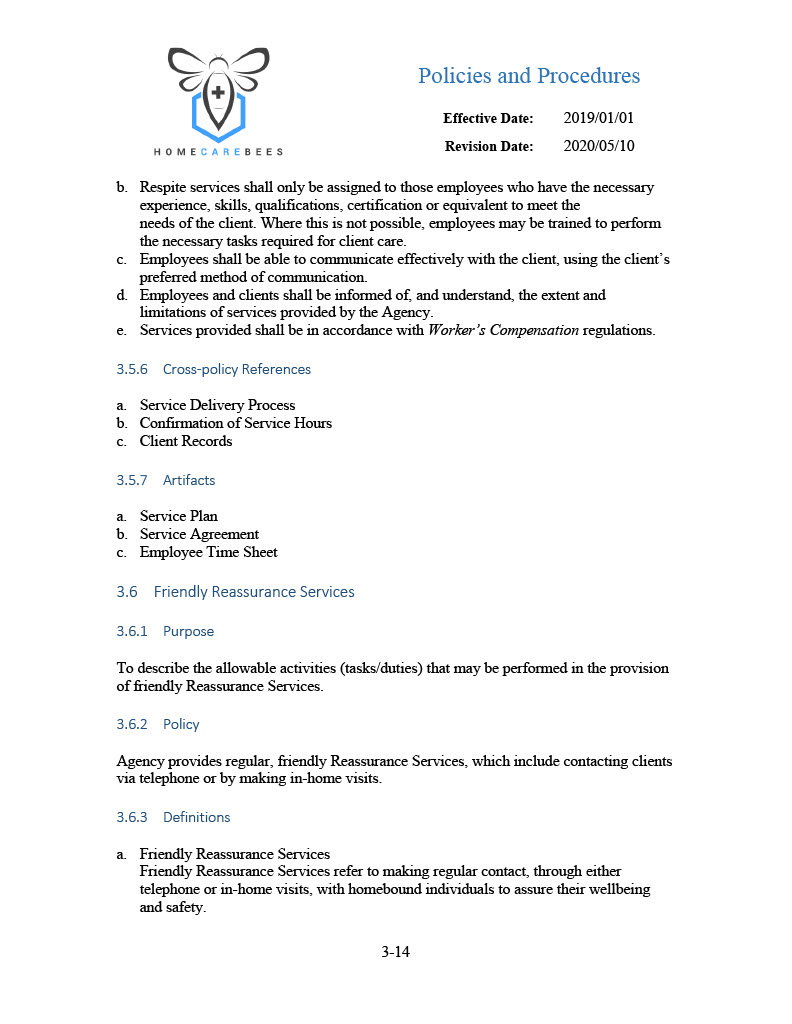 Policies and Procedures
Effective Date: 2019/01/01
Revision Date: 2020/05/10
HOMECAREBEES
b. Respite services shall only be assigned to those employees who have the necessary
experience, skills, qualifications, certification or equivalent to meet the
needs of the client. Where this is not possible, employees may be trained to perform
the necessary tasks required for client care.
c. Employees shall be able to communicate effectively with the client, using the client’s
preferred method of communication.
d. Employees and clients shall be informed of, and understand, the extent and
limitations of services provided by the Agency.
e. Services provided shall be in accordance with Worker’s Compensation regulations.
3.5.6 Cross-policy References
a. Service Delivery Process
b. Confirmation of Service Hours
c. Client Records
3.5.7 Artifacts
a. Service Plan
b. Service Agreement
c. Employee Time Sheet
3.6 Friendly Reassurance Services
3.6.1 Purpose
To describe the allowable activities (tasks/duties) that may be performed in the provision
of friendly Reassurance Services.
3.6.2 Policy
Agency provides regular, friendly Reassurance Services, which include contacting clients
via telephone or by making in-home visits.
3.6.3 Definitions
a. Friendly Reassurance Services
Friendly Reassurance Services refer to making regular contact, through either
telephone or in-home visits, with homebound individuals to assure their wellbeing
and safety.
3-14